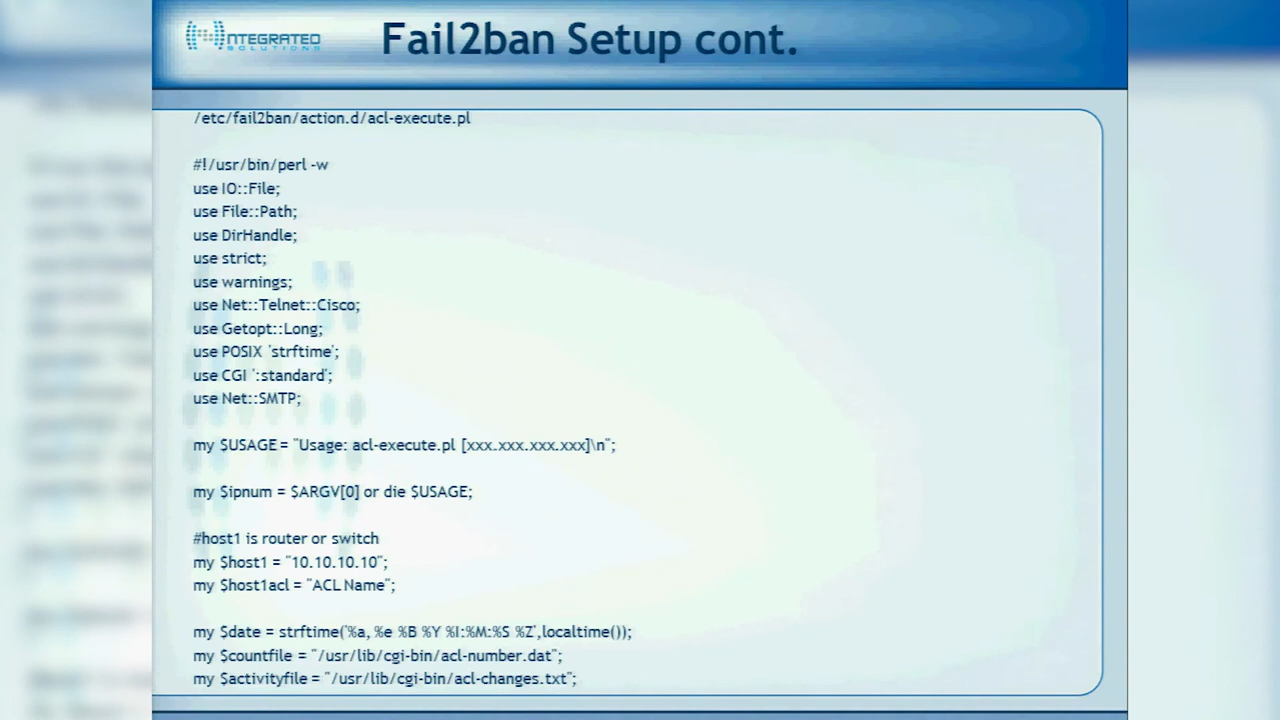 NTEGRATED
SOLUTIONS
Fail2ban Setup cont.
/etc/fail2ban/action.d/acl-execute.pl
#!/usr/bin/perl -w
use IO::File;
use File::Path;
use DirHandle;
use strict;
use warnings;
use Net::Telnet::Cisco;
use Getopt::Long;
use POSIX 'strftime';
use CGI ':standard';
use Net::SMTP;
my $USAGE = "Usage: acl-execute.pl [xxx.xxx.xxx.xxx]\n";
my $ipnum = $ARGV[0] or die $USAGE;
#host1 is router or switch
my $host1 = "10.10.10.10";
my $host1acl = "ACL Name";
my $date = strftime('%a, %e %B %Y %I:%M:%S %Z',localtime());
my $countfile = "/usr/lib/cgi-bin/acl-number.dat";
my $activityfile = "/usr/lib/cgi-bin/acl-changes.txt";